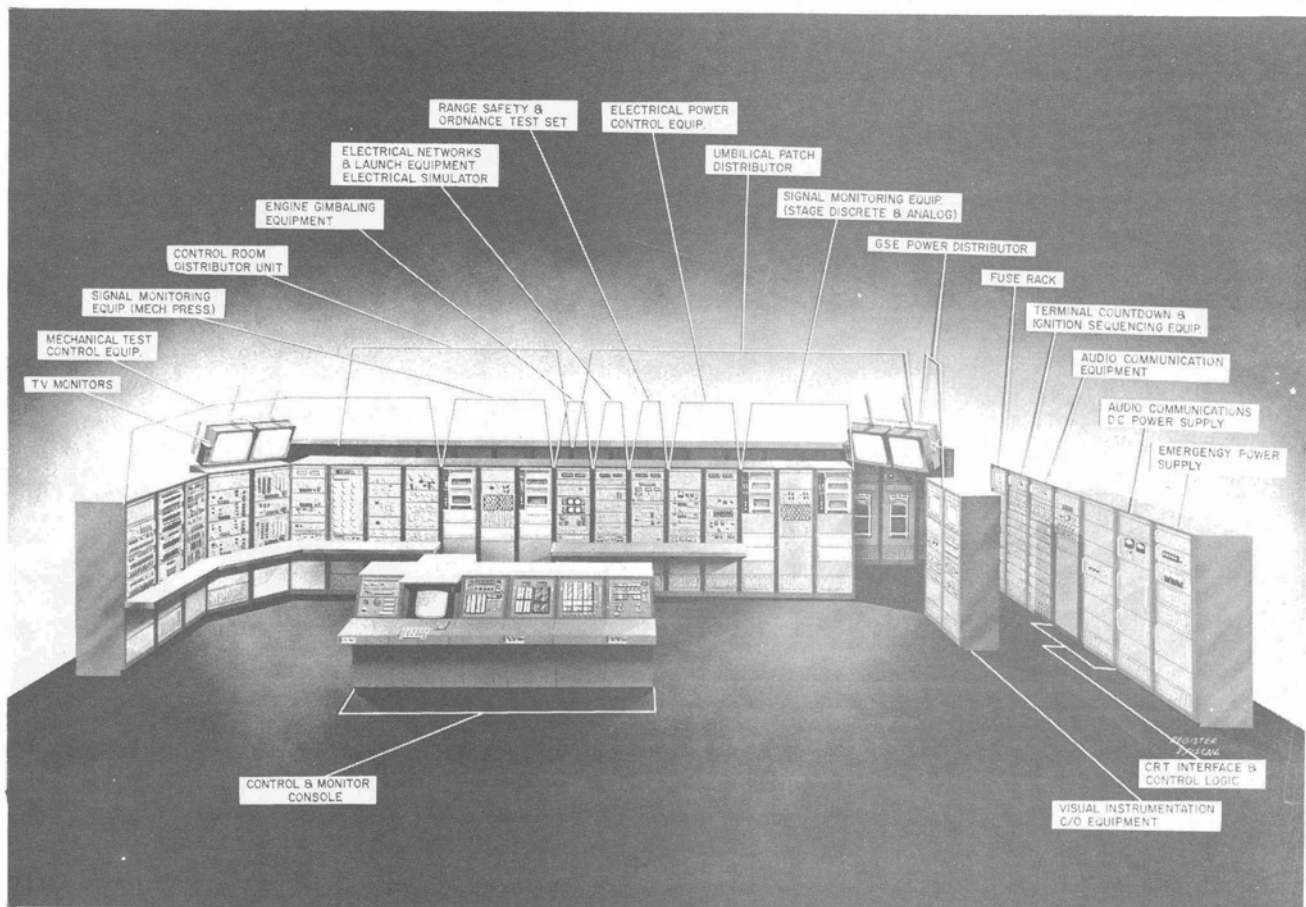 RANGE SAFETY &
ORDNANCE TEST SET
ELECTRICAL POWER
CONTROL EQUIP.
ELECTRICAL NETWORKS
& LAUNCH EQUIPMENT
ELECTRICAL SIMULATOR
UMBILICAL PATCH
DISTRIBUTOR
SIGNAL MONITORING EQUIP.
(STAGE DISCRETE & ANALOG)
ENGINE GIMBALING
EQUIPMENT
GSE POWER DISTRIBUTOR
CONTROL ROOM
DISTRIBUTOR UNIT
FUSE RACK
SIGNAL MONITORING
EQUIP. (MECH. PRESS.)
TERMINAL COUNTDOWN &
IGNITION SEQUENCING EQUIP.
MECHANICAL TEST
CONTROL EQUIP.
AUDIO COMMUNICATION
EQUIPMENT
TV MONITORS
AUDIO COMMUNICATIONS
D.C POWER SUPPLY
EMERGENCY POWER
SUPPLY
REGISTER
CRT INTERFACE &
CONTROL LOGIC
CONTROL & MONITOR
CONSOLE
VISUAL INSTRUMENTATION
C/O EQUIPMENT